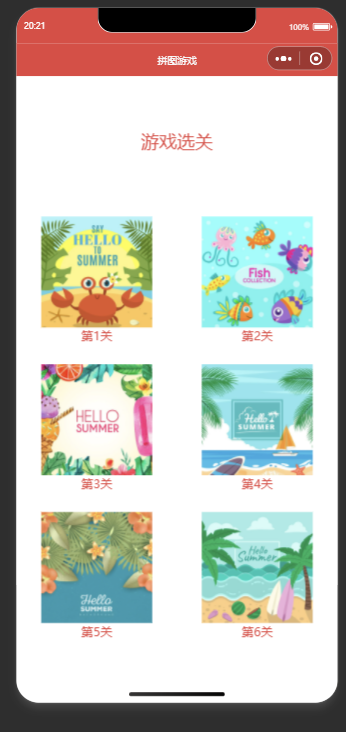 20:21
100%
拼图游戏
游戏选关
SAY
HELLO
TO
SUMMER
Fish
COLLECTION
第1关
第2关
HELLO
SUMMER
Hello
SUMMER
第3关
第4关
Hello
SUMMER
Hello
Summer
第5关
第6关